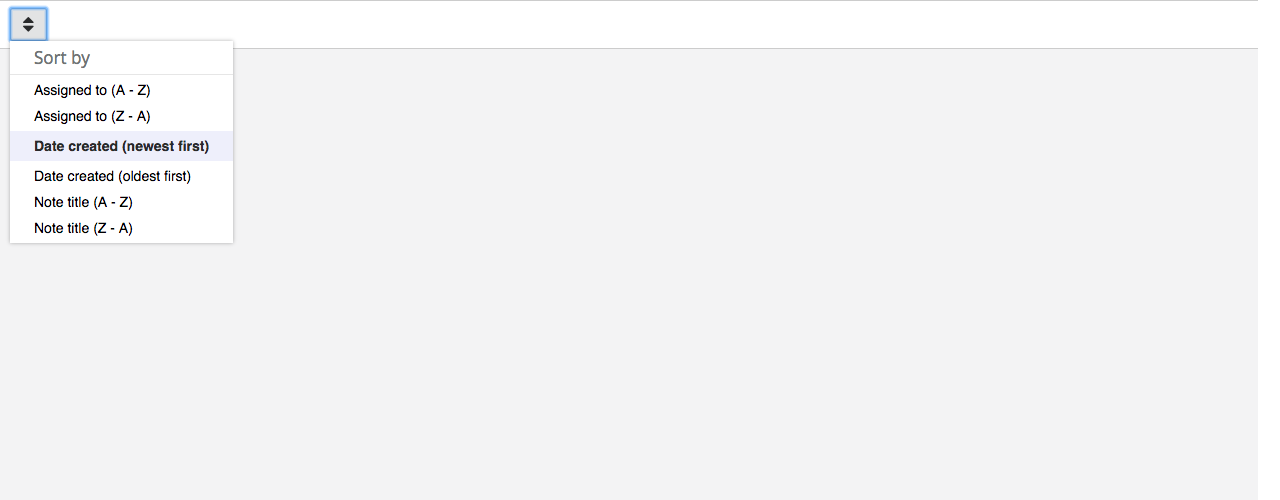 Sort by
Assigned to (A - Z)
Assigned to (Z - A)
Date created (newest first)
Date created (oldest first)
Note title (A - Z)
Note title (Z - A)